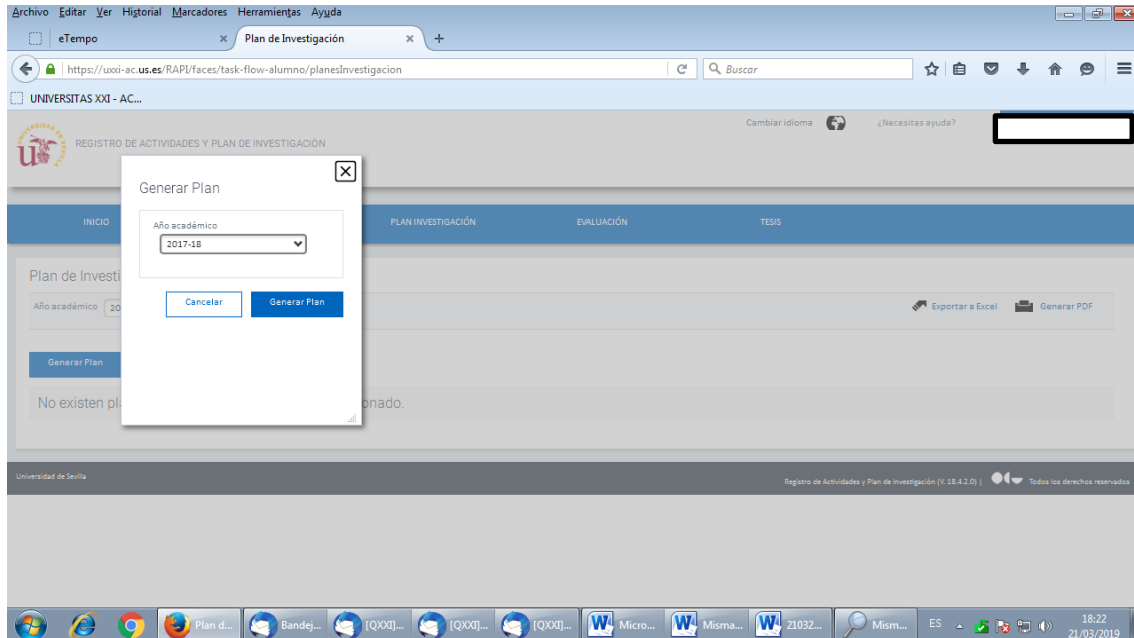 Archivo Editar Ver Historial Marcadores Herramientas Ayuda
eTempo
Plan de Investigación
https://uxxi-ac.us.es/RAPI/faces/task-flow-alumno/planesInvestigacion
Buscar
UNIVERSITAS XXI - AC...
Cambiar idioma
¿Necesitas ayuda?
REGISTRO DE ACTIVIDADES Y PLAN DE INVESTIGACIÓN
Generar Plan
INICIO
PLAN INVESTIGACIÓN
EVALUACIÓN
TESIS
Año académico
2017-18
Plan de Investi
Cancelar
Generar Plan
Año académico 20
Exportar a Excel
Generar PDF
Generar Plan
No existen pl
onado.
Universidad de Sevilla
Registro de Actividades y Plan de Investigación (V. 18.4.2.0) |
Todos los derechos reservados
Plan d...
Bandej...
[QXXI]...
[QXXI]...
[QXXI]...
Micro...
Misma...
21032...
Mism...
ES
18:22
21/03/2019